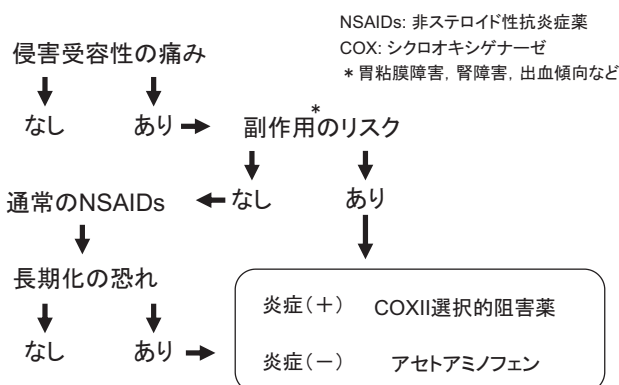 NSAIDs: 非ステロイド性抗炎症薬
COX: シクロオキシゲナーゼ
＊胃粘膜障害, 腎障害, 出血傾向など
侵害受容性の痛み
なし あり 副作用のリスク*
通常のNSAIDs なし あり
長期化の恐れ
炎症(＋) COXII選択的阻害薬
なし あり
炎症(－) アセトアミノフェン